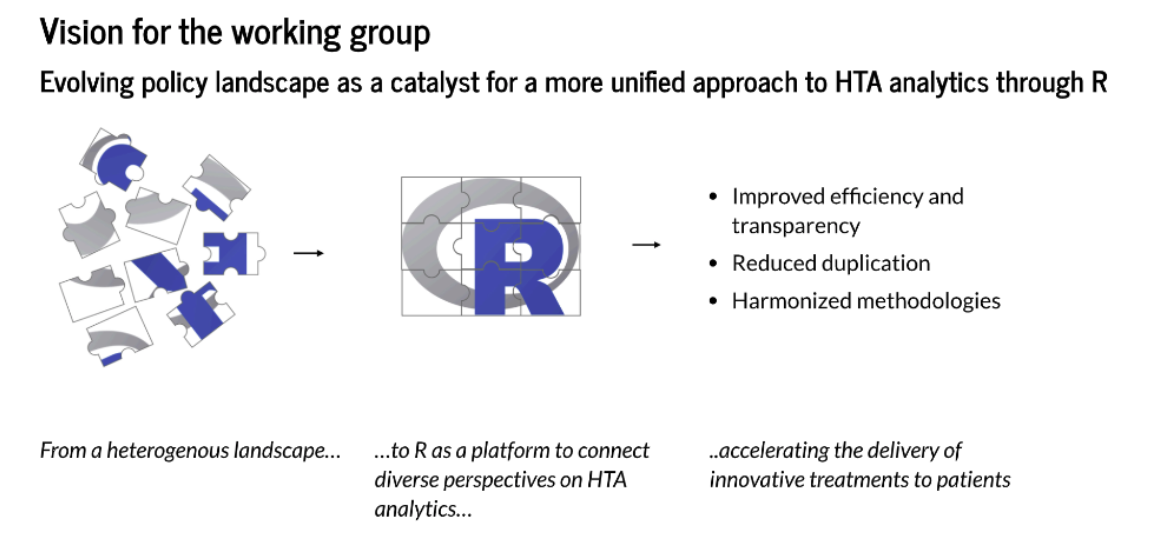 Vision for the working group
Evolving policy landscape as a catalyst for a more unified approach to HTA analytics through R
R
• Improved efficiency and
transparency
• Reduced duplication
• Harmonized methodologies
From a heterogenous landscape...
...to R as a platform to connect
diverse perspectives on HTA
analytics...
..accelerating the delivery of
innovative treatments to patients